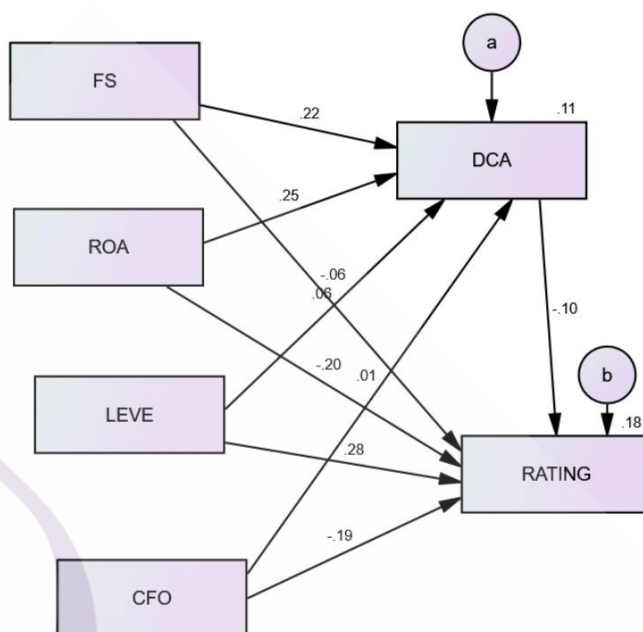 a
FS
.11
.22
DCA
.25
ROA
-.06
.06
-.10
-.20
.01
b
LEVE
.18
.28
RATING
-.19
CFO